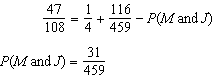 47/108 = 1/4 + 116/459 − P(M and J)
P(M and J) = 31/459